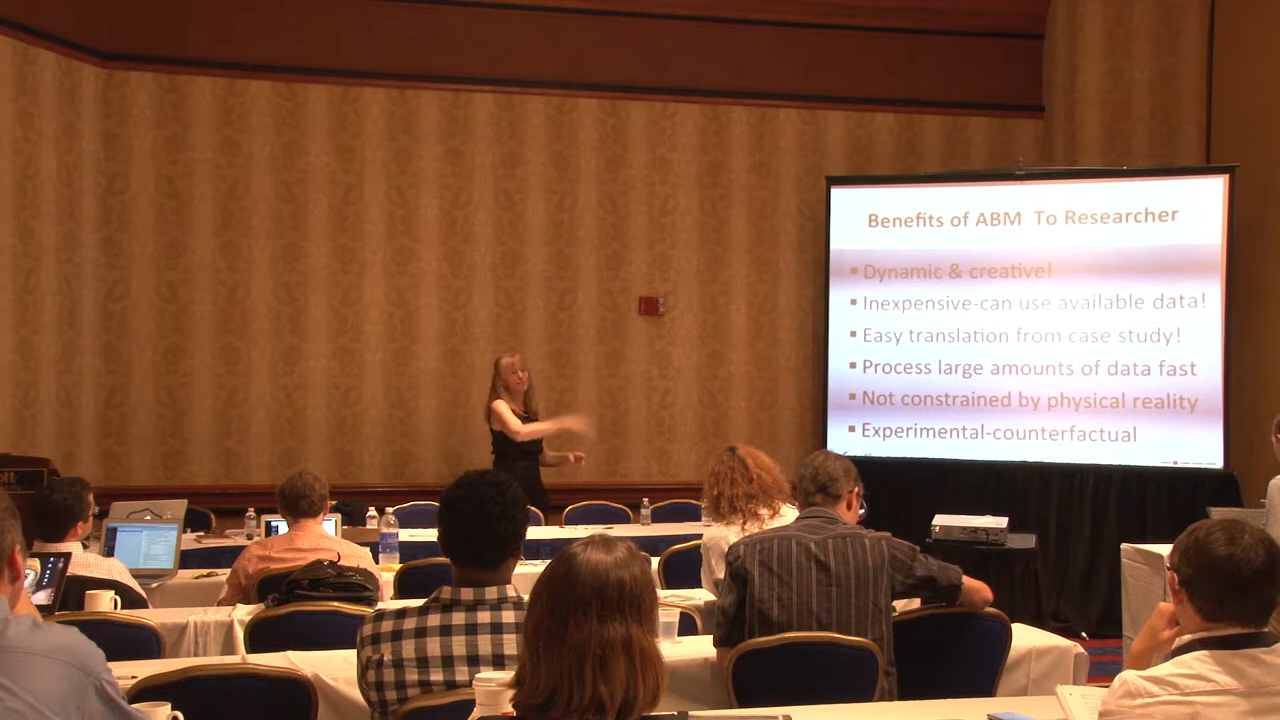 Benefits of ABM To Researcher
▪ Dynamic & creative!
▪ Inexpensive-can use available data!
▪ Easy translation from case study!
▪ Process large amounts of data fast
▪ Not constrained by physical reality
▪ Experimental-counterfactual